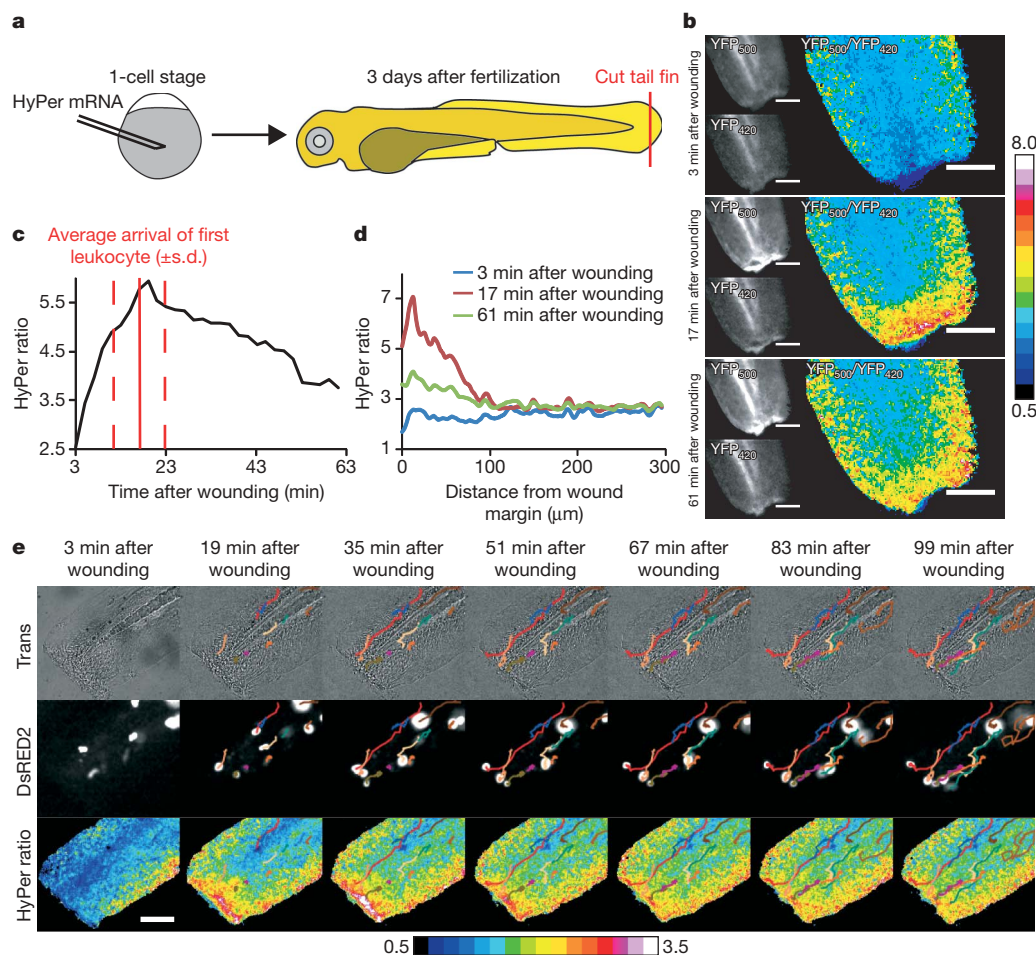 a
1-cell stage
HyPer mRNA
3 days after fertilization
Cut tail fin
b
3 min after wounding
YFP500
YFP500/YFP420
YFP420
17 min after wounding
YFP500
YFP500/YFP420
YFP420
61 min after wounding
YFP500
YFP500/YFP420
YFP420
8.0
0.5
c
Average arrival of first
leukocyte (±s.d.)
HyPer ratio
5.5
4.5
3.5
2.5
3 23 43 63
Time after wounding (min)
d
3 min after wounding
17 min after wounding
61 min after wounding
HyPer ratio
7
5
3
1
0 100 200 300
Distance from wound
margin (μm)
e
3 min after
wounding
19 min after
wounding
35 min after
wounding
51 min after
wounding
67 min after
wounding
83 min after
wounding
99 min after
wounding
Trans
DsRED2
HyPer ratio
0.5 3.5